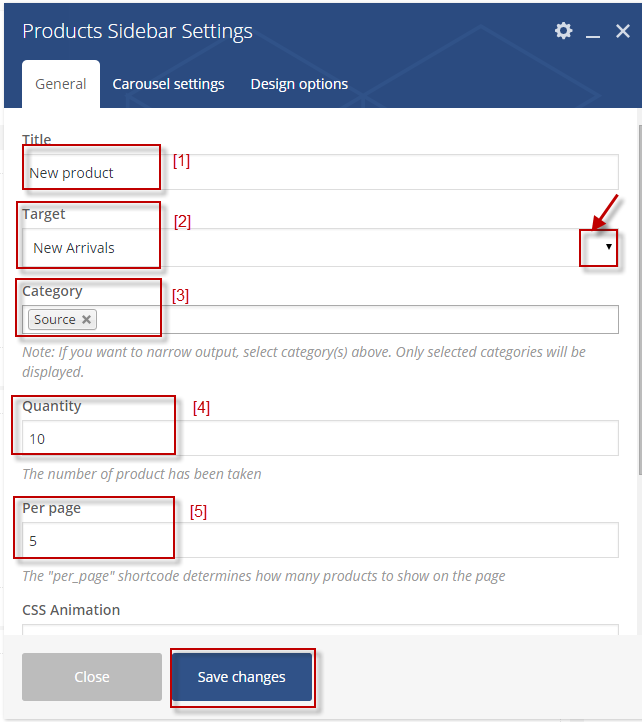 Products Sidebar Settings
General Carousel settings Design options
Title
New product [1]
Target [2]
New Arrivals
Category [3]
Source
Note: If you want to narrow output, select category(s) above. Only selected categories will be
displayed.
Quantity [4]
10
The number of product has been taken
Per page [5]
5
The "per_page" shortcode determines how many products to show on the page
CSS Animation
Close Save changes